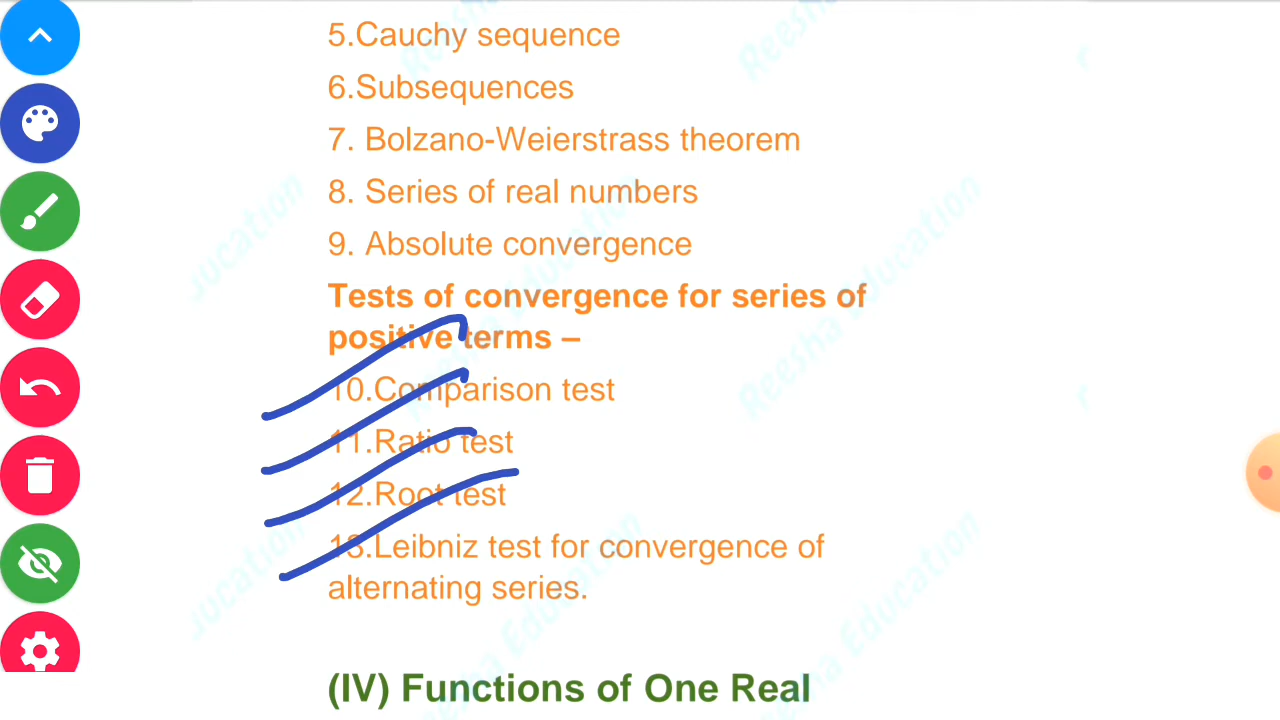 5.Cauchy sequence
6.Subsequences
7. Bolzano-Weierstrass theorem
8. Series of real numbers
9. Absolute convergence
Tests of convergence for series of
positive terms –
10.Comparison test
11.Ratio test
12.Root test
13.Leibniz test for convergence of
alternating series.
(IV) Functions of One Real
Reesha Education